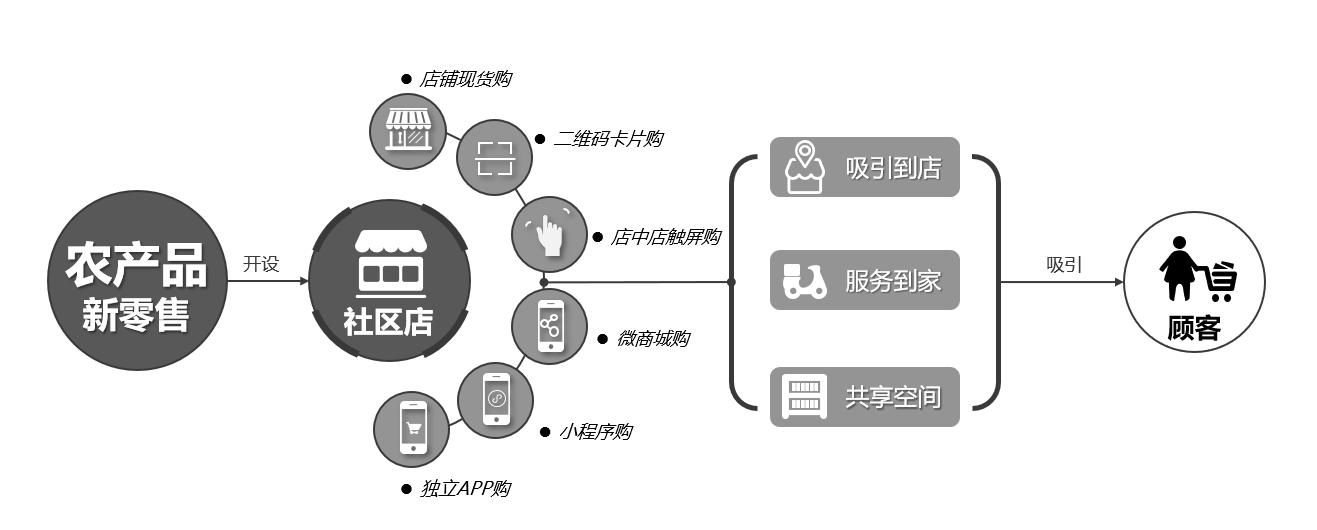 农产品
新零售
开设
社区店
店铺现货购
二维码卡片购
店中店触屏购
微商城购
小程序购
独立APP购
吸引到店
服务到家
共享空间
吸引
顾客